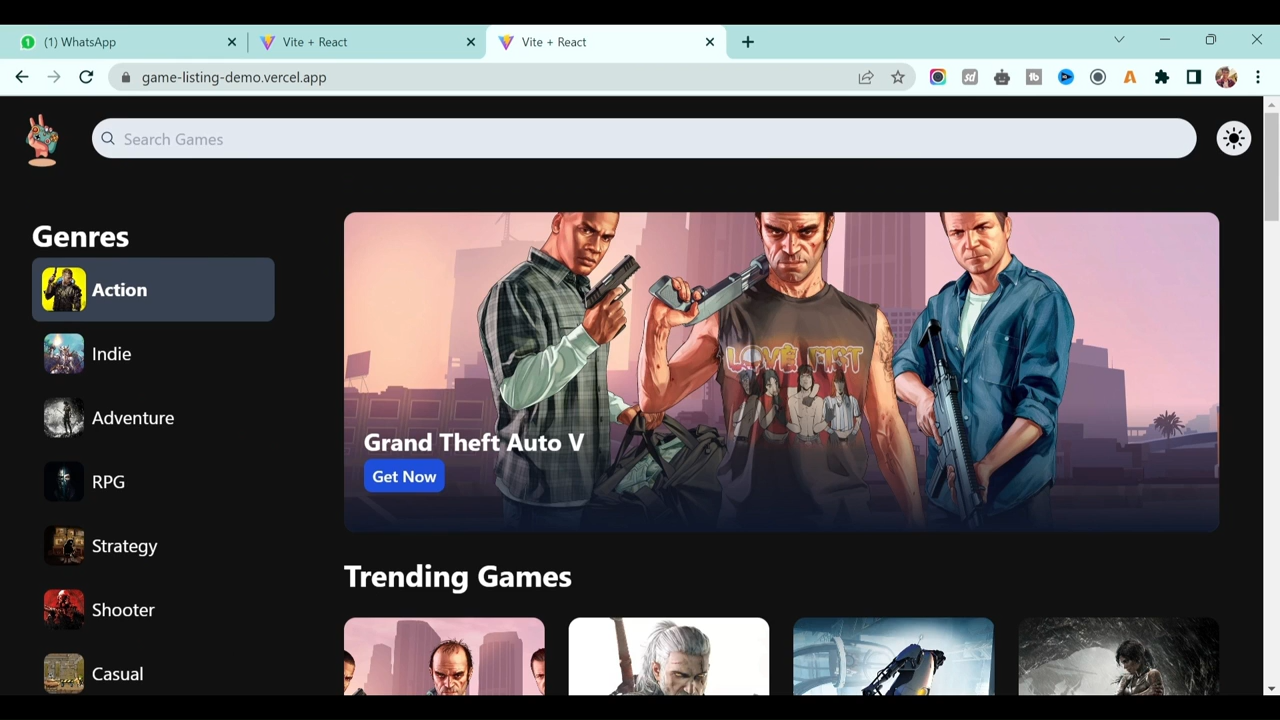 (1) WhatsApp
Vite + React
Vite + React
game-listing-demo.vercel.app
Search Games
Genres
Action
Indie
Adventure
RPG
Strategy
Shooter
Casual
LOVE FIST
Grand Theft Auto V
Get Now
Trending Games